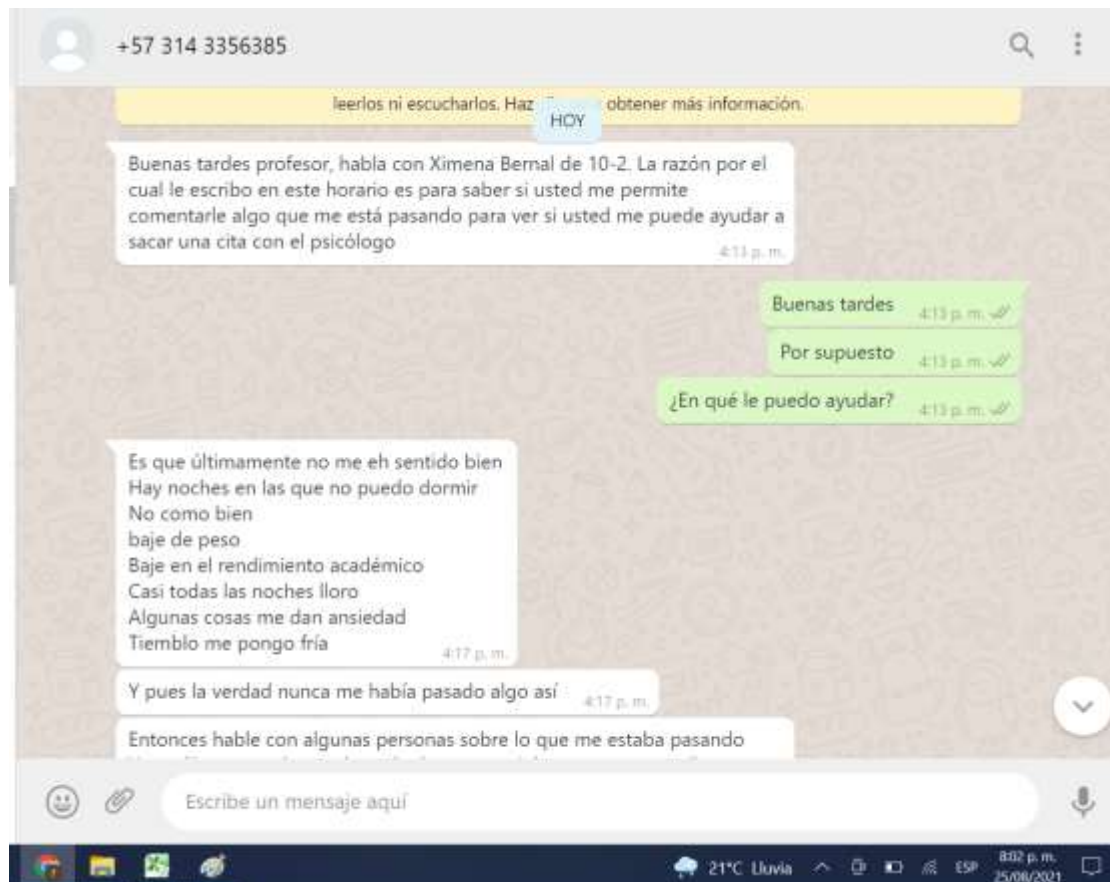 +57 314 3356385
leerlos ni escucharlos. Haz obtener más información.
HOY
Buenas tardes profesor, habla con Ximena Bernal de 10-2. La razón por el
cual le escribo en este horario es para saber si usted me permite
comentarle algo que me está pasando para ver si usted me puede ayudar a
sacar una cita con el psicólogo
4:13 p. m.
Buenas tardes 4:13 p. m.
Por supuesto 4:13 p. m.
¿En qué le puedo ayudar? 4:13 p. m.
Es que últimamente no me eh sentido bien
Hay noches en las que no puedo dormir
No como bien
baje de peso
Baje en el rendimiento académico
Casi todas las noches lloro
Algunas cosas me dan ansiedad
Tiemblo me pongo fría
4:17 p. m.
Y pues la verdad nunca me había pasado algo así 4:17 p. m.
Entonces hable con algunas personas sobre lo que me estaba pasando
Escribe un mensaje aquí
21°C Lluvia ESP 8:02 p. m.
25/08/2021